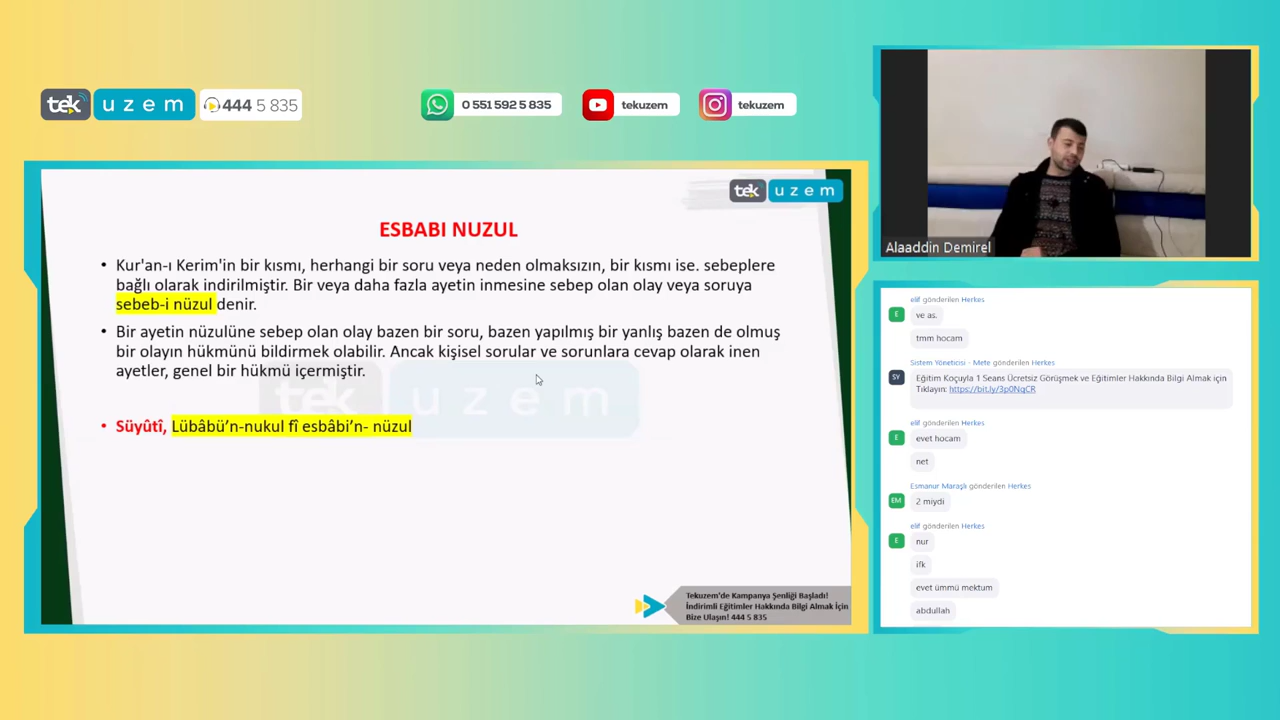 tek uzem 444 5 835
0 551 592 5 835
tekuzem
tekuzem
tek uzem
ESBABI NUZUL
• Kur'an-ı Kerim'in bir kısmı, herhangi bir soru veya neden olmaksızın, bir kısmı ise. sebeplere
bağlı olarak indirilmiştir. Bir veya daha fazla ayetin inmesine sebep olan olay veya soruya
sebeb-i nüzul denir.
• Bir ayetin nüzulüne sebep olan olay bazen bir soru, bazen yapılmış bir yanlış bazen de olmuş
bir olayın hükmünü bildirmek olabilir. Ancak kişisel sorular ve sorunlara cevap olarak inen
ayetler, genel bir hükmü içermiştir.
tek uzem
• Süyûtî, Lübâbü’n-nukul fî esbâbi’n- nüzul
Tekuzem'de Kampanya Şenliği Başladı!
İndirimli Eğitimler Hakkında Bilgi Almak İçin
Bize Ulaşın! 444 5 835
Alaaddin Demirel
elif gönderilen Herkes
E
ve as.
tmm hocam
Sistem Yöneticisi - Mete gönderilen Herkes
SY
Eğitim Koçuyla 1 Seans Ücretsiz Görüşmek ve Eğitimler Hakkında Bilgi Almak için
Tıklayın: https://bit.ly/3p0NqCR
elif gönderilen Herkes
E
evet hocam
net
Esmanur Maraşlı gönderilen Herkes
EM
2 miydi
elif gönderilen Herkes
E
nur
ifk
evet ümmü mektum
abdullah